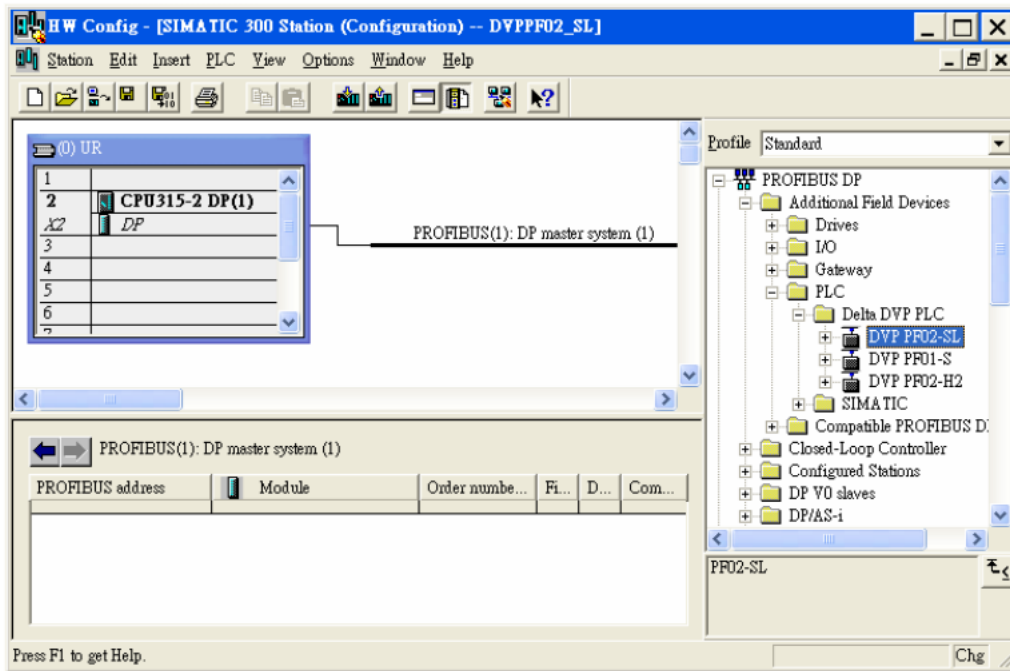 HW Config - [SIMATIC 300 Station (Configuration) -- DVPPF02_SL]
Station Edit Insert PLC View Options Window Help
(0) UR
1
2 CPU315-2 DP(1)
X2 DP
3
4
5
6
7
PROFIBUS(1): DP master system (1)
Profile Standard
PROFIBUS DP
Additional Field Devices
Drives
I/O
Gateway
PLC
Delta DVP PLC
DVP PF02-SL
DVP PF01-S
DVP PF02-H2
SIMATIC
Compatible PROFIBUS D
Closed-Loop Controller
Configured Stations
DP V0 slaves
DP/AS-i
PROFIBUS(1): DP master system (1)
PROFIBUS address Module Order numbe... Fi... D... Com...
PF02-SL
Press F1 to get Help.
Chg